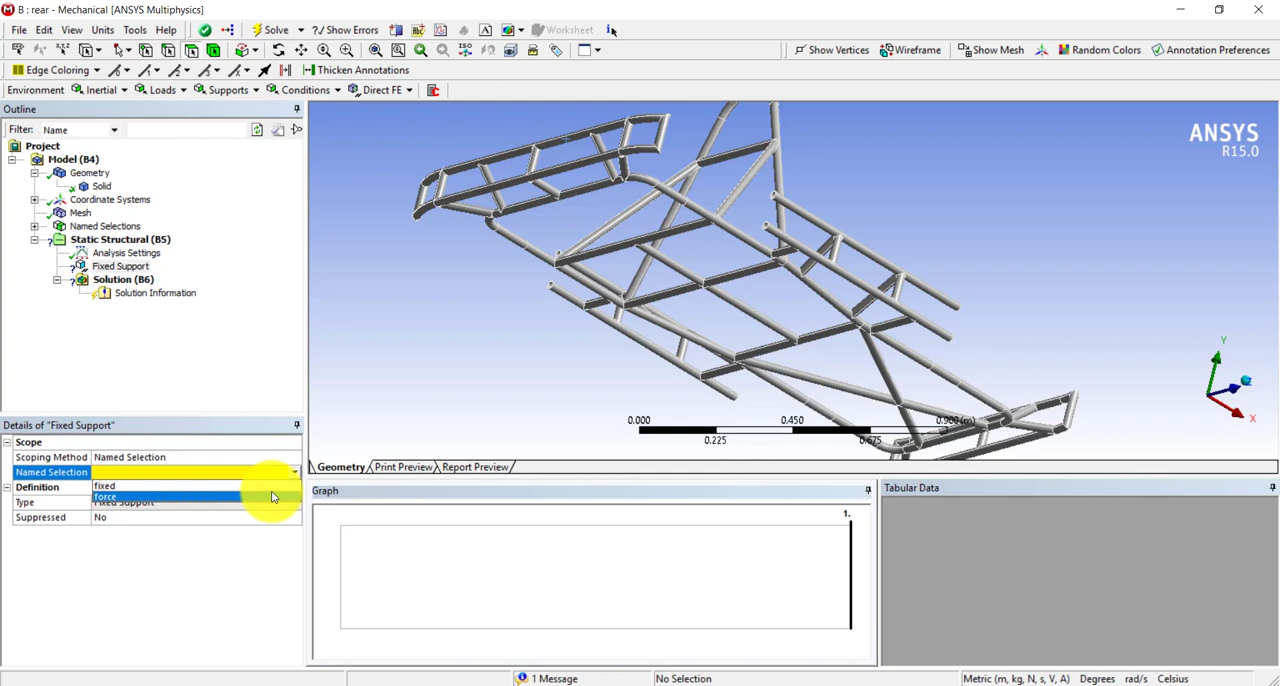 B : rear - Mechanical [ANSYS Multiphysics]
File Edit View Units Tools Help Solve ?/ Show Errors Worksheet
Show Vertices Wireframe Show Mesh Random Colors Annotation Preferences
Edge Coloring Thicken Annotations
Environment Inertial Loads Supports Conditions Direct FE
Outline
Filter: Name
Project
Model (B4)
Geometry
Solid
Coordinate Systems
Mesh
Named Selections
Static Structural (B5)
Analysis Settings
Fixed Support
Solution (B6)
Solution Information
ANSYS
R15.0
Y
X
0.000 0.450 0.900 (m)
0.225 0.675
Geometry Print Preview Report Preview
Details of "Fixed Support"
Scope
Scoping Method Named Selection
Named Selection
fixed
force
Definition
Type Fixed Support
Suppressed No
Graph
1.
Tabular Data
1 Message No Selection Metric (m, kg, N, s, V, A) Degrees rad/s Celsius